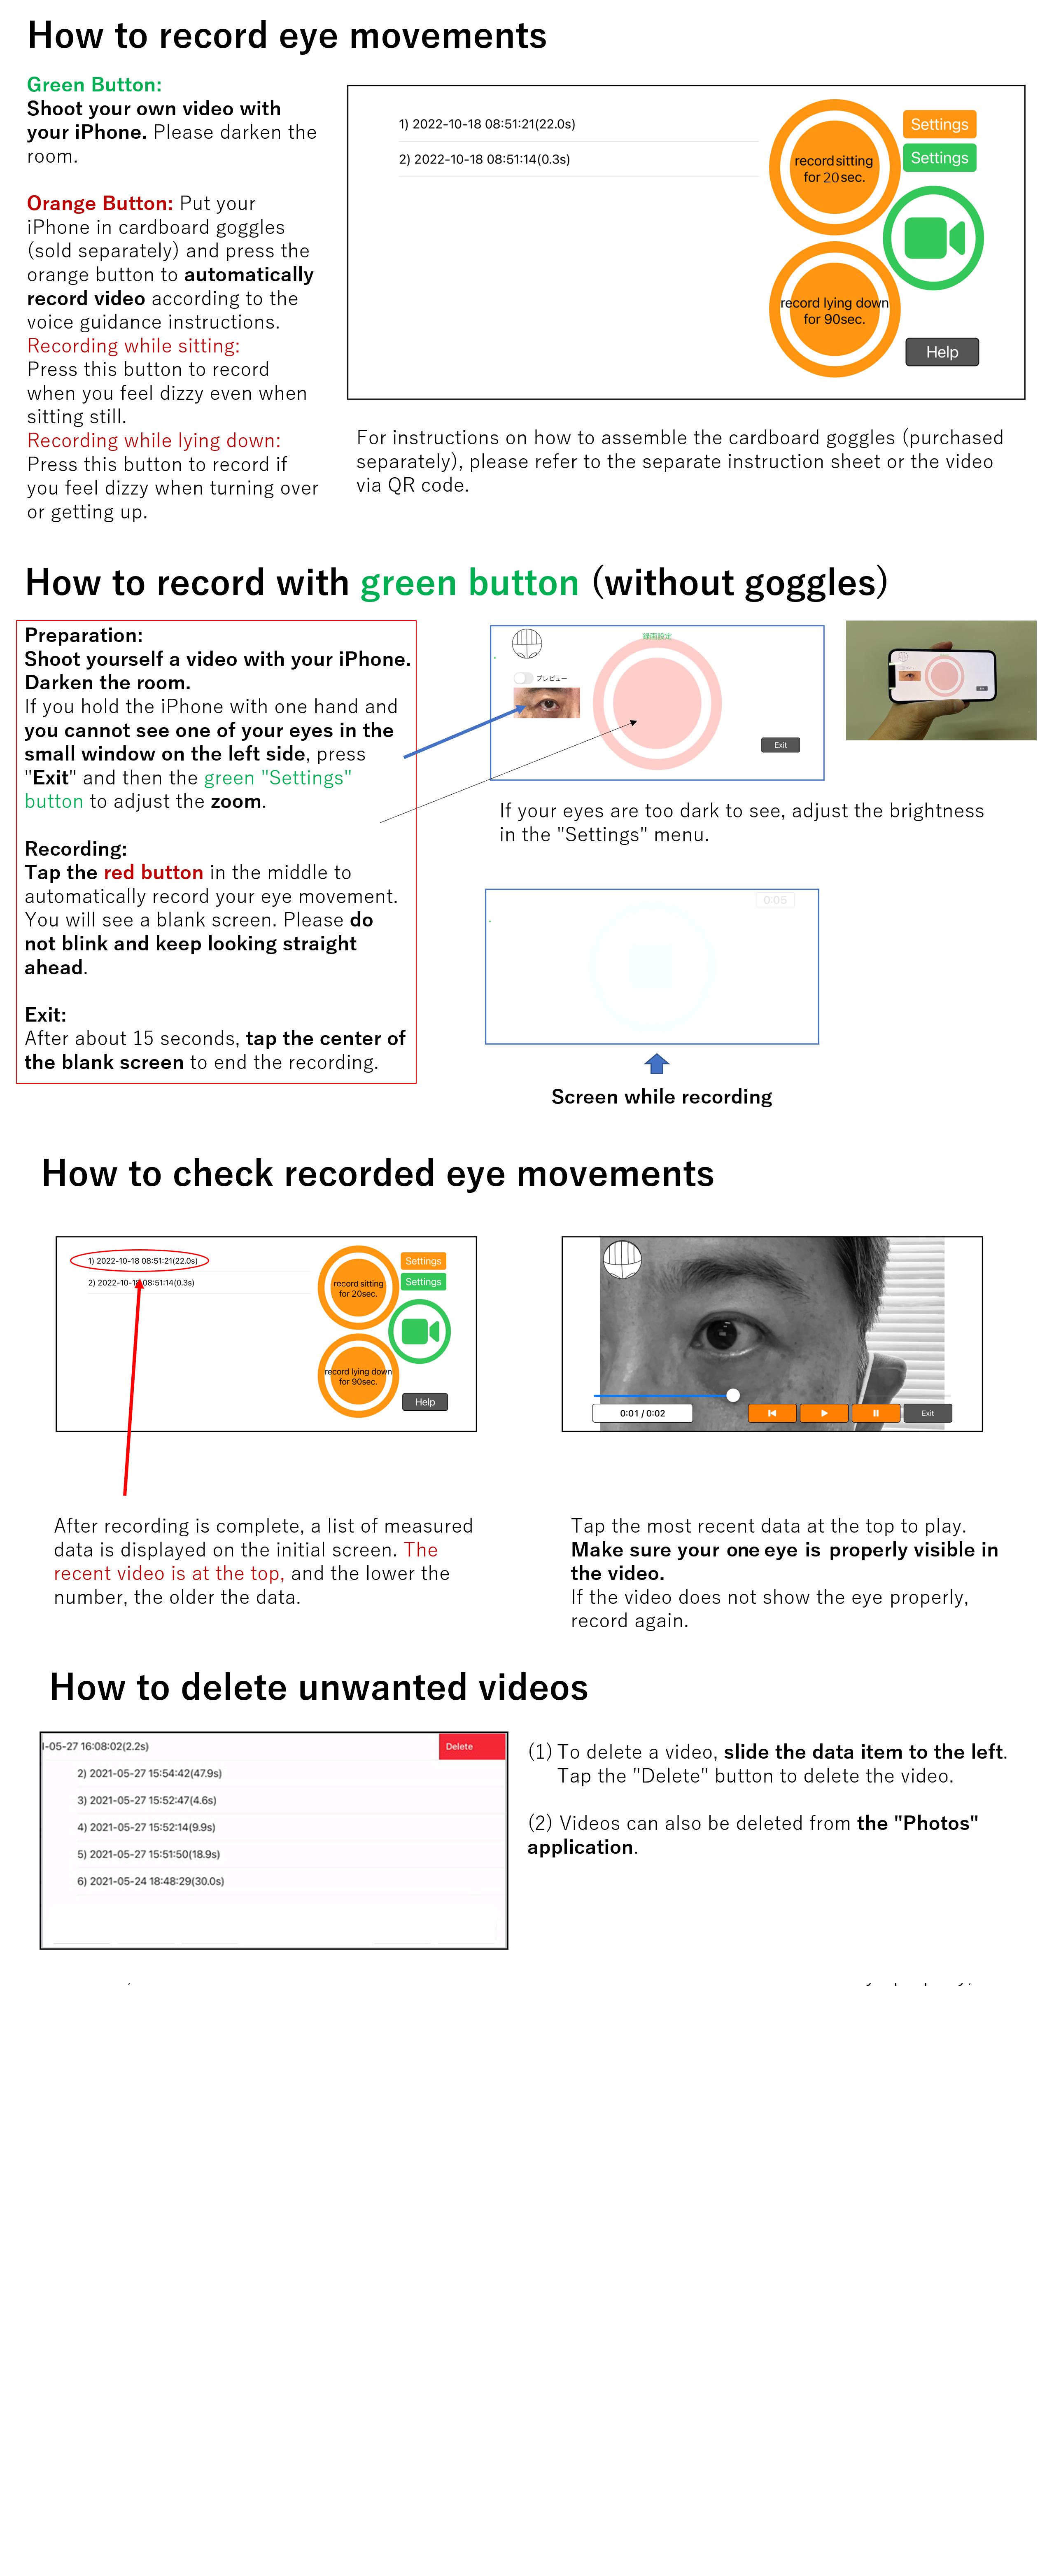 How to record eye movements
Green Button:
Shoot your own video with
your iPhone. Please darken the
room.
Orange Button: Put your
iPhone in cardboard goggles
(sold separately) and press the
orange button to automatically
record video according to the
voice guidance instructions.
Recording while sitting:
Press this button to record
when you feel dizzy even when
sitting still.
Recording while lying down:
Press this button to record if
you feel dizzy when turning over
or getting up.
1) 2022-10-18 08:51:21(22.0s)
2) 2022-10-18 08:51:14(0.3s)
record sitting
for 20 sec.
Settings
Settings
record lying down
for 90sec.
Help
For instructions on how to assemble the cardboard goggles (purchased
separately), please refer to the separate instruction sheet or the video
via QR code.
How to record with green button (without goggles)
Preparation:
Shoot yourself a video with your iPhone.
Darken the room.
If you hold the iPhone with one hand and
you cannot see one of your eyes in the
small window on the left side, press
"Exit" and then the green "Settings"
button to adjust the zoom.
Recording:
Tap the red button in the middle to
automatically record your eye movement.
You will see a blank screen. Please do
not blink and keep looking straight
ahead.
Exit:
After about 15 seconds, tap the center of
the blank screen to end the recording.
録画設定
プレビュー
Exit
If your eyes are too dark to see, adjust the brightness
in the "Settings" menu.
0:05
Screen while recording
How to check recorded eye movements
1) 2022-10-18 08:51:21(22.0s)
2) 2022-10-18 08:51:14(0.3s)
record sitting
for 20sec.
Settings
Settings
record lying down
for 90sec.
Help
0:01 / 0:02
Exit
After recording is complete, a list of measured
data is displayed on the initial screen. The
recent video is at the top, and the lower the
number, the older the data.
Tap the most recent data at the top to play.
Make sure your one eye is properly visible in
the video.
If the video does not show the eye properly,
record again.
How to delete unwanted videos
-05-27 16:08:02(2.2s)
Delete
2) 2021-05-27 15:54:42(47.9s)
3) 2021-05-27 15:52:47(4.6s)
4) 2021-05-27 15:52:14(9.9s)
5) 2021-05-27 15:51:50(18.9s)
6) 2021-05-24 18:48:29(30.0s)
(1) To delete a video, slide the data item to the left.
Tap the "Delete" button to delete the video.
(2) Videos can also be deleted from the "Photos"
application.